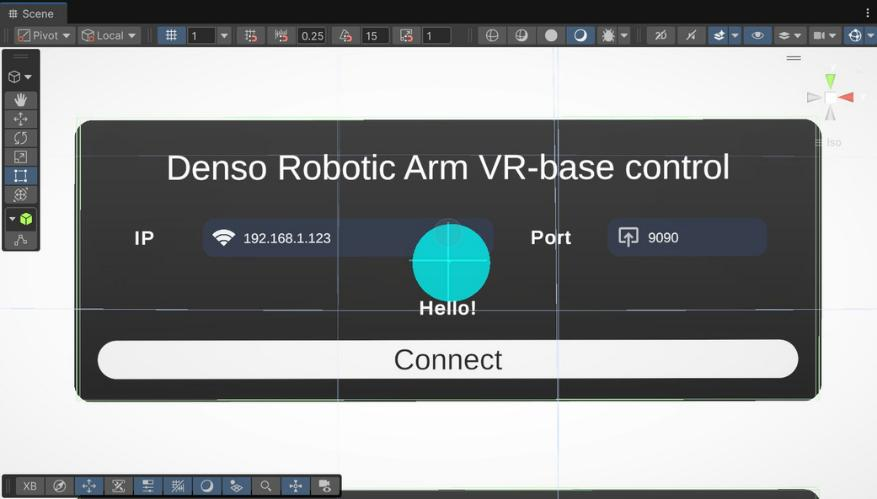 Scene
Pivot Local 1 0.25 15 1 2D
Iso
Denso Robotic Arm VR-base control
IP 192.168.1.123 Port 9090
Hello!
Connect
XB